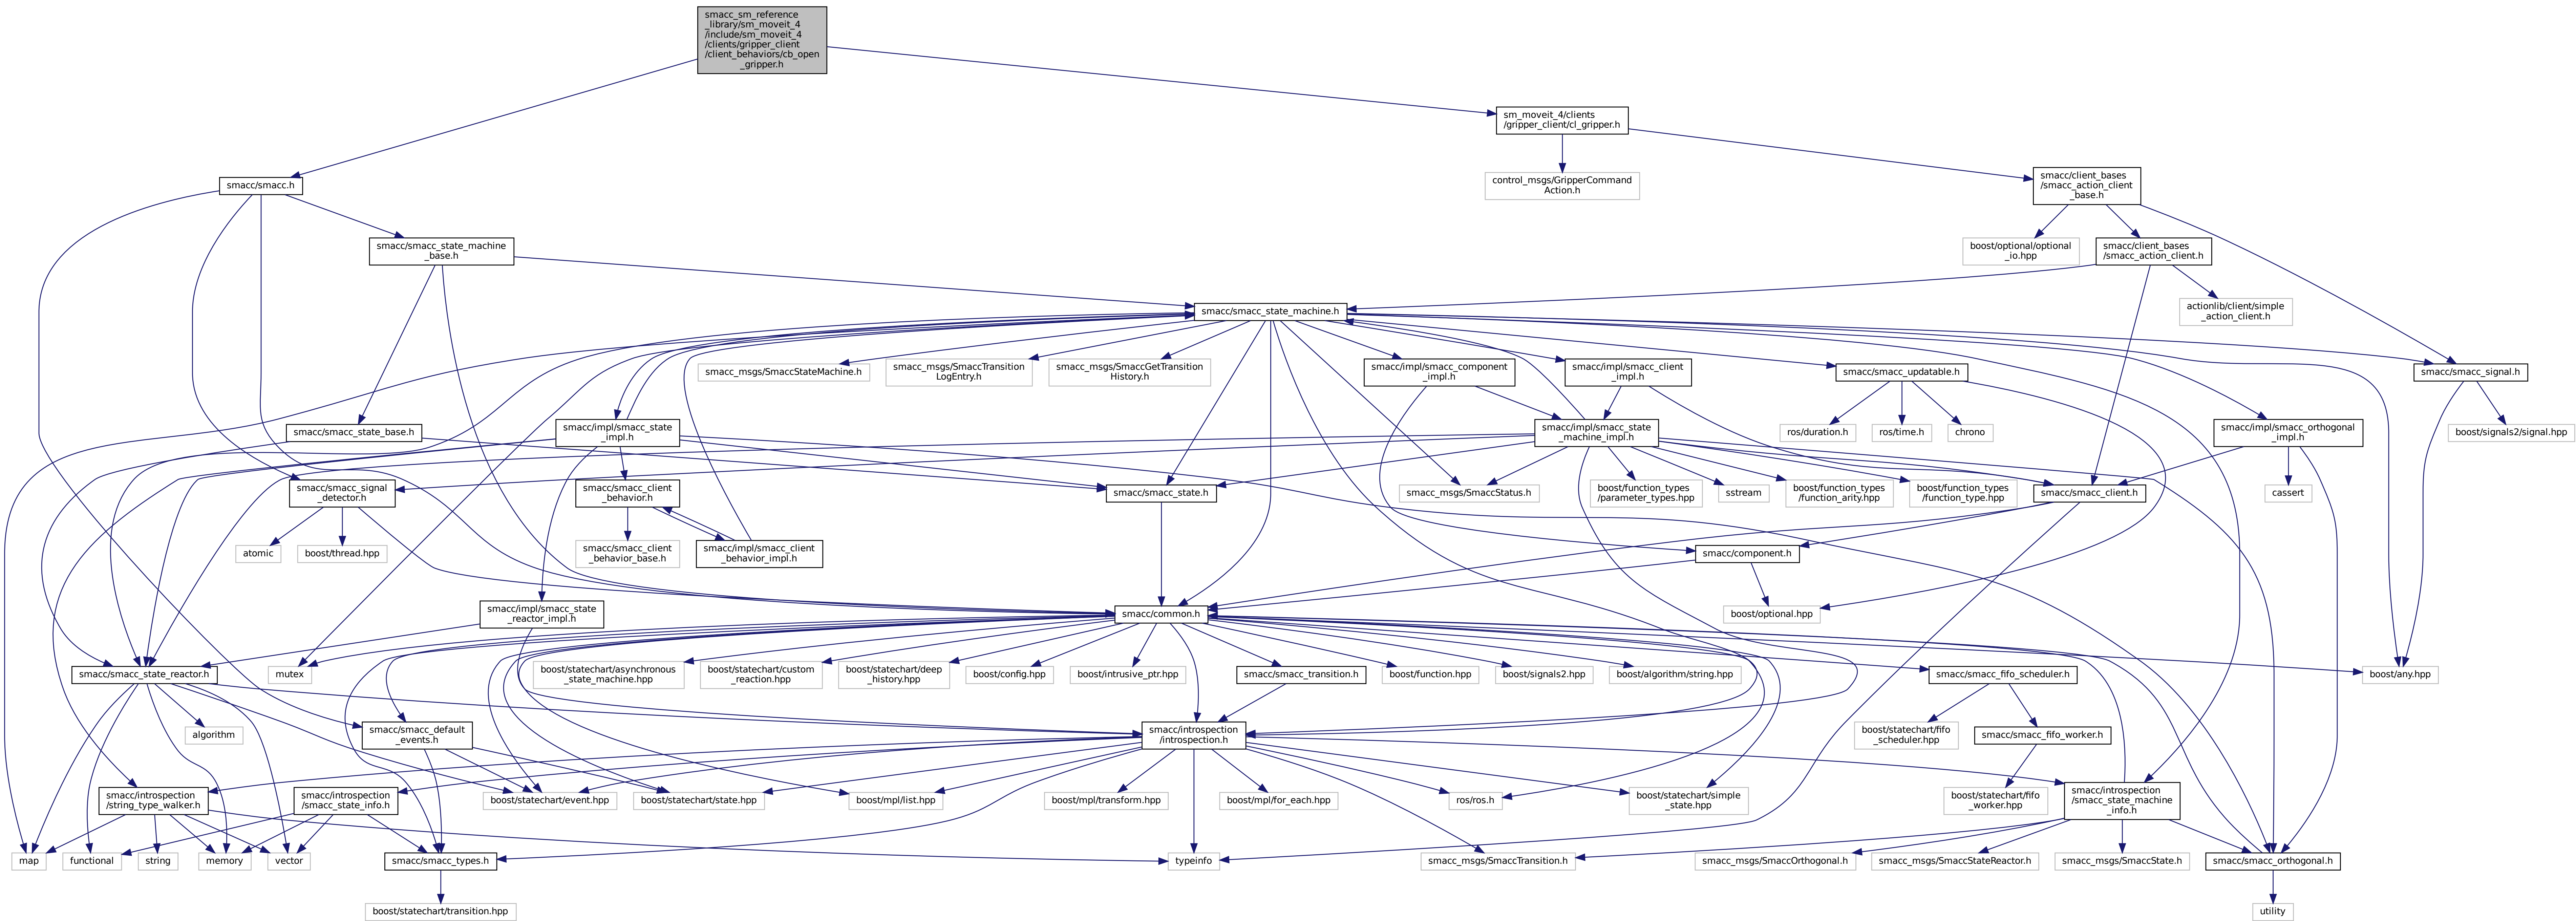 smacc_sm_reference
_library/sm_moveit_4
/include/sm_moveit_4
/clients/gripper_client
/client_behaviors/cb_open
_gripper.h
sm_moveit_4/clients
/gripper_client/cl_gripper.h
smacc/smacc.h
control_msgs/GripperCommand
Action.h
smacc/client_bases
/smacc_action_client
_base.h
smacc/smacc_state_machine
_base.h
boost/optional/optional
_io.hpp
smacc/client_bases
/smacc_action_client.h
smacc/smacc_state_machine.h
actionlib/client/simple
_action_client.h
smacc_msgs/SmaccStateMachine.h
smacc_msgs/SmaccTransition
LogEntry.h
smacc_msgs/SmaccGetTransition
History.h
smacc/impl/smacc_component
_impl.h
smacc/impl/smacc_client
_impl.h
smacc/smacc_updatable.h
smacc/smacc_signal.h
smacc/smacc_state_base.h
smacc/impl/smacc_state
_impl.h
smacc/impl/smacc_state
_machine_impl.h
ros/duration.h
ros/time.h
chrono
smacc/impl/smacc_orthogonal
_impl.h
boost/signals2/signal.hpp
smacc/smacc_signal
_detector.h
smacc/smacc_client
_behavior.h
smacc/smacc_state.h
smacc_msgs/SmaccStatus.h
boost/function_types
/parameter_types.hpp
sstream
boost/function_types
/function_arity.hpp
boost/function_types
/function_type.hpp
smacc/smacc_client.h
cassert
atomic
boost/thread.hpp
smacc/smacc_client
_behavior_base.h
smacc/impl/smacc_client
_behavior_impl.h
smacc/component.h
smacc/impl/smacc_state
_reactor_impl.h
smacc/common.h
boost/optional.hpp
smacc/smacc_state_reactor.h
mutex
boost/statechart/asynchronous
_state_machine.hpp
boost/statechart/custom
_reaction.hpp
boost/statechart/deep
_history.hpp
boost/config.hpp
boost/intrusive_ptr.hpp
smacc/smacc_transition.h
boost/function.hpp
boost/signals2.hpp
boost/algorithm/string.hpp
smacc/smacc_fifo_scheduler.h
boost/any.hpp
algorithm
smacc/smacc_default
_events.h
smacc/introspection
/introspection.h
boost/statechart/fifo
_scheduler.hpp
smacc/smacc_fifo_worker.h
smacc/introspection
/string_type_walker.h
smacc/introspection
/smacc_state_info.h
boost/statechart/event.hpp
boost/statechart/state.hpp
boost/mpl/list.hpp
boost/mpl/transform.hpp
boost/mpl/for_each.hpp
ros/ros.h
boost/statechart/simple
_state.hpp
boost/statechart/fifo
_worker.hpp
smacc/introspection
/smacc_state_machine
_info.h
map
functional
string
memory
vector
smacc/smacc_types.h
typeinfo
smacc_msgs/SmaccTransition.h
smacc_msgs/SmaccOrthogonal.h
smacc_msgs/SmaccStateReactor.h
smacc_msgs/SmaccState.h
smacc/smacc_orthogonal.h
boost/statechart/transition.hpp
utility